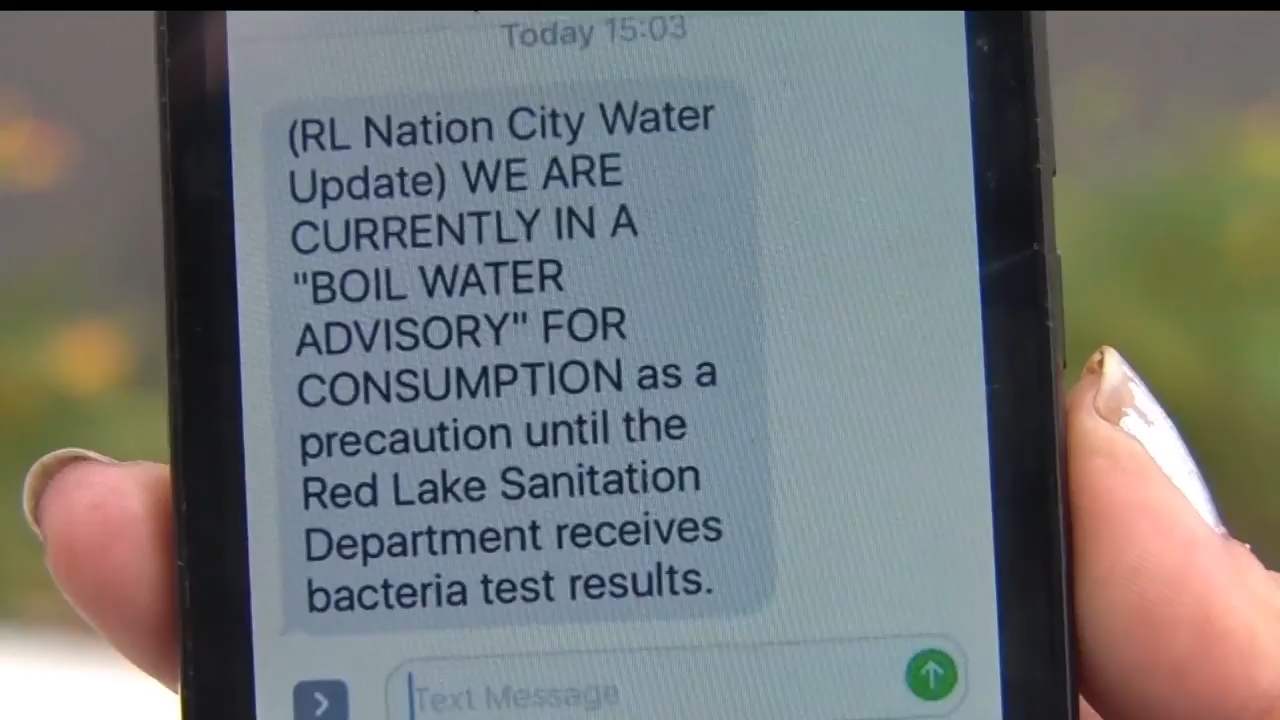 Today 15:03
(RL Nation City Water
Update) WE ARE
CURRENTLY IN A
"BOIL WATER
ADVISORY" FOR
CONSUMPTION as a
precaution until the
Red Lake Sanitation
Department receives
bacteria test results.
Text Message